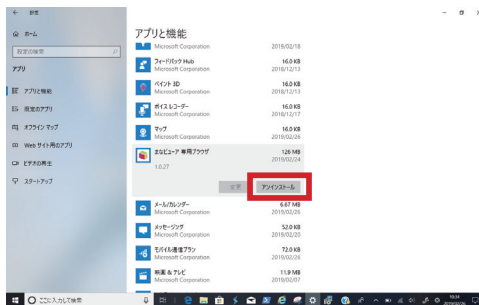 設定
ホーム
設定の検索
アプリ
アプリと機能
既定のアプリ
オフライン マップ
Web サイト用のアプリ
ビデオの再生
スタートアップ
アプリと機能
Microsoft Corporation 2019/02/18
フィードバック Hub 16.0 KB
Microsoft Corporation 2018/12/13
ペイント 3D 16.0 KB
Microsoft Corporation 2018/12/13
ボイス レコーダー 16.0 KB
Microsoft Corporation 2018/12/17
マップ 16.0 KB
Microsoft Corporation 2019/02/26
まなビューア 専用ブラウザ 126 MB
2019/02/24
1.0.27
変更 アンインストール
メール/カレンダー 6.67 MB
Microsoft Corporation 2019/02/26
メッセージング 52.0 KB
Microsoft Corporation 2019/02/20
モバイル通信プラン 72.0 KB
Microsoft Corporation 2019/02/26
映画 & テレビ 11.9 MB
Microsoft Corporation 2019/02/07
ここに入力して検索
10:34
2019/02/26